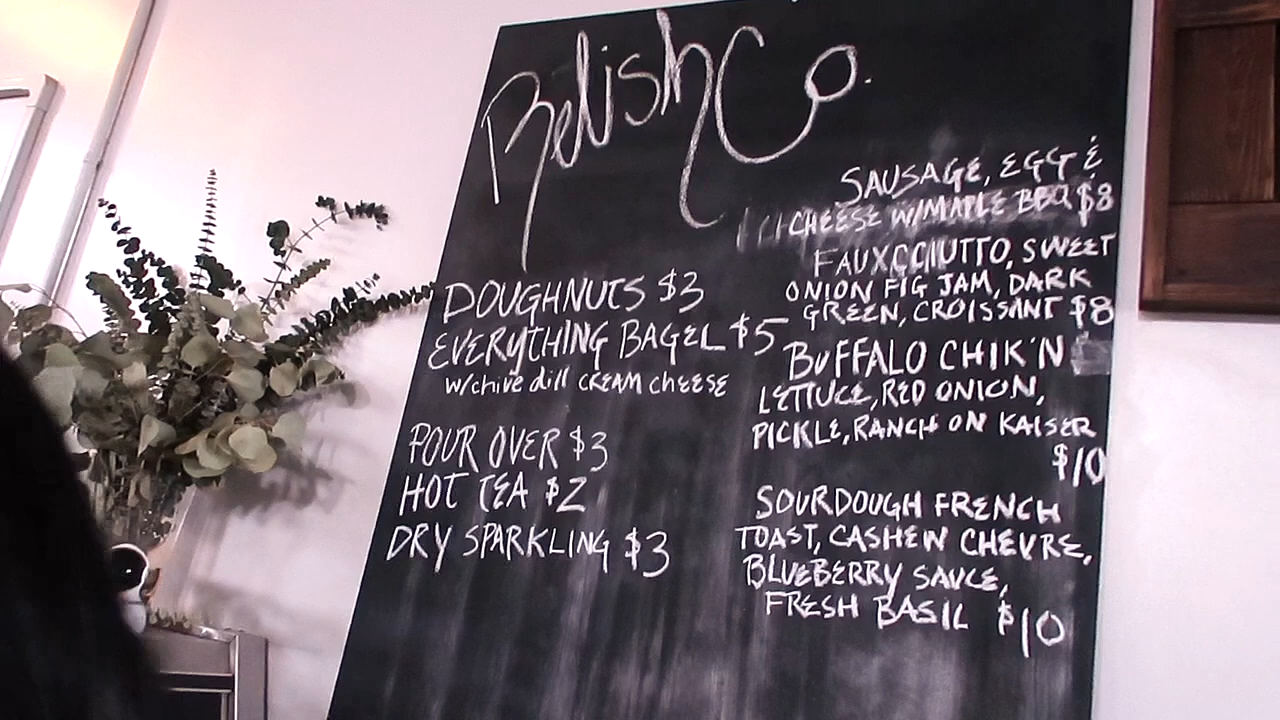 Relish Co.
DOUGHNUTS $3
EVERYTHING BAGEL $5
w/chive dill CREAM cheese
POUR OVER $3
HOT TEA $2
DRY SPARKLING $3
SAUSAGE, EGG &
CHEESE W/MAPLE BBQ $8
FAUXCCIUTTO, SWEET
ONION FIG JAM, DARK
GREEN, CROISSANT $8
BUFFALO CHIK'N
LETTUCE, RED ONION,
PICKLE, RANCH ON KAISER
$10
SOURDOUGH FRENCH
TOAST, CASHEW CHEVRE,
BLUEBERRY SAUCE,
FRESH BASIL $10